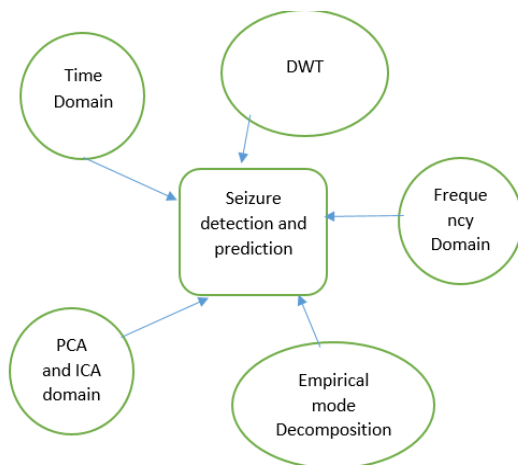 Time
Domain
DWT
Seizure
detection and
prediction
Freque
ncy
Domain
PCA
and ICA
domain
Empirical
mode
Decomposition